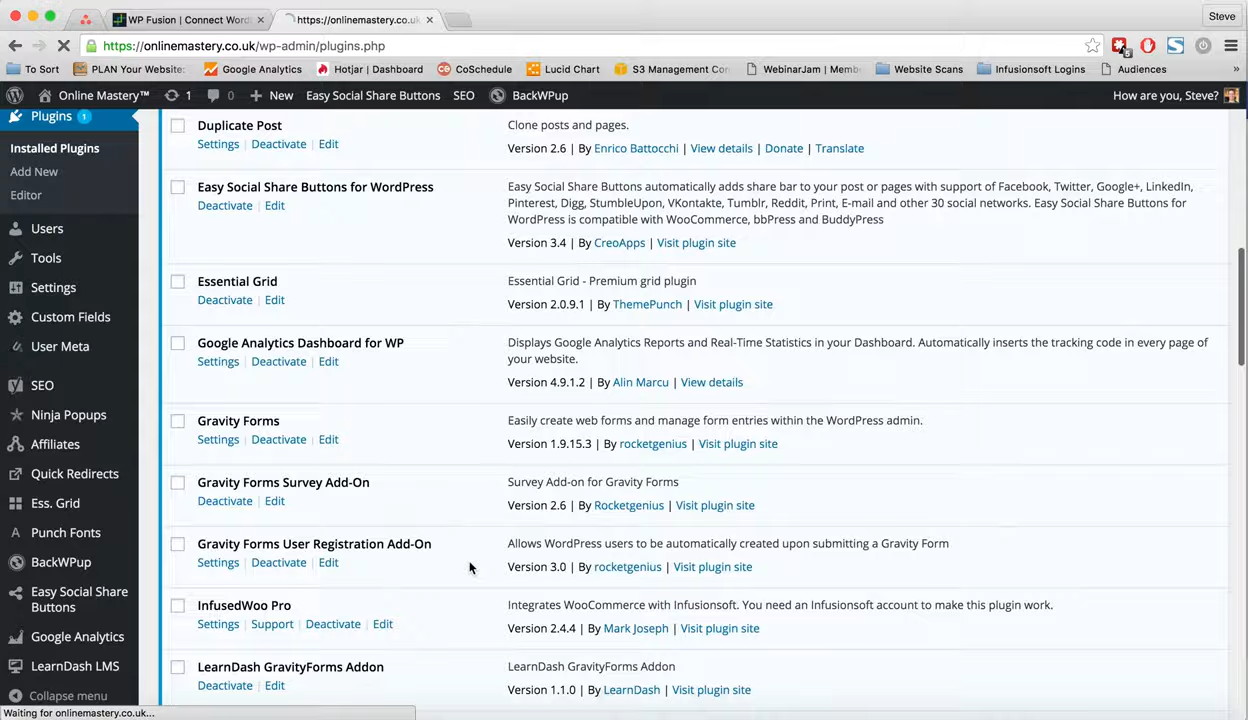 WP Fusion | Connect Word
https://onlinemastery.co.uk
Steve
https://onlinemastery.co.uk/wp-admin/plugins.php
To Sort
PLAN Your Website:
Google Analytics
Hotjar | Dashboard
CoSchedule
Lucid Chart
S3 Management Con
WebinarJam | Memb
Website Scans
Infusionsoft Logins
Audiences
»
Online Mastery™ 1 0 New Easy Social Share Buttons SEO BackWPup How are you, Steve?
Plugins 1
Installed Plugins
Add New
Editor
Users
Tools
Settings
Custom Fields
User Meta
SEO
Ninja Popups
Affiliates
Quick Redirects
Ess. Grid
Punch Fonts
BackWPup
Easy Social Share
Buttons
Google Analytics
LearnDash LMS
Collapse menu
Duplicate Post
Settings | Deactivate | Edit
Clone posts and pages.
Version 2.6 | By Enrico Battocchi | View details | Donate | Translate
Easy Social Share Buttons for WordPress
Deactivate | Edit
Easy Social Share Buttons automatically adds share bar to your post or pages with support of Facebook, Twitter, Google+, LinkedIn,
Pinterest, Digg, StumbleUpon, VKontakte, Tumblr, Reddit, Print, E-mail and other 30 social networks. Easy Social Share Buttons for
WordPress is compatible with WooCommerce, bbPress and BuddyPress
Version 3.4 | By CreoApps | Visit plugin site
Essential Grid
Deactivate | Edit
Essential Grid - Premium grid plugin
Version 2.0.9.1 | By ThemePunch | Visit plugin site
Google Analytics Dashboard for WP
Settings | Deactivate | Edit
Displays Google Analytics Reports and Real-Time Statistics in your Dashboard. Automatically inserts the tracking code in every page of
your website.
Version 4.9.1.2 | By Alin Marcu | View details
Gravity Forms
Settings | Deactivate | Edit
Easily create web forms and manage form entries within the WordPress admin.
Version 1.9.15.3 | By rocketgenius | Visit plugin site
Gravity Forms Survey Add-On
Deactivate | Edit
Survey Add-on for Gravity Forms
Version 2.6 | By Rocketgenius | Visit plugin site
Gravity Forms User Registration Add-On
Settings | Deactivate | Edit
Allows WordPress users to be automatically created upon submitting a Gravity Form
Version 3.0 | By rocketgenius | Visit plugin site
InfusedWoo Pro
Settings | Support | Deactivate | Edit
Integrates WooCommerce with Infusionsoft. You need an Infusionsoft account to make this plugin work.
Version 2.4.4 | By Mark Joseph | Visit plugin site
LearnDash GravityForms Addon
Deactivate | Edit
LearnDash GravityForms Addon
Version 1.1.0 | By LearnDash | Visit plugin site
Waiting for onlinemastery.co.uk...